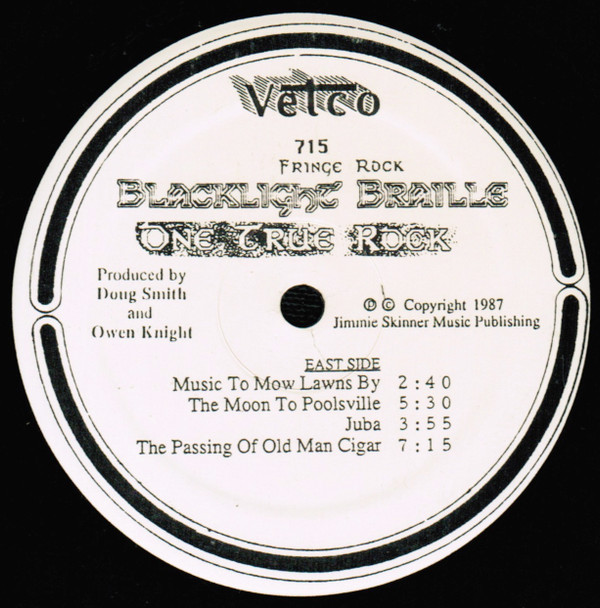 Vetco
715
Fringe Rock
Blacklight Braille
One True Rock
Produced by
Doug Smith
and
Owen Knight
℗ © Copyright 1987
Jimmie Skinner Music Publishing
EAST SIDE
Music To Mow Lawns By 2:40
The Moon To Poolsville 5:30
Juba 3:55
The Passing Of Old Man Cigar 7:15